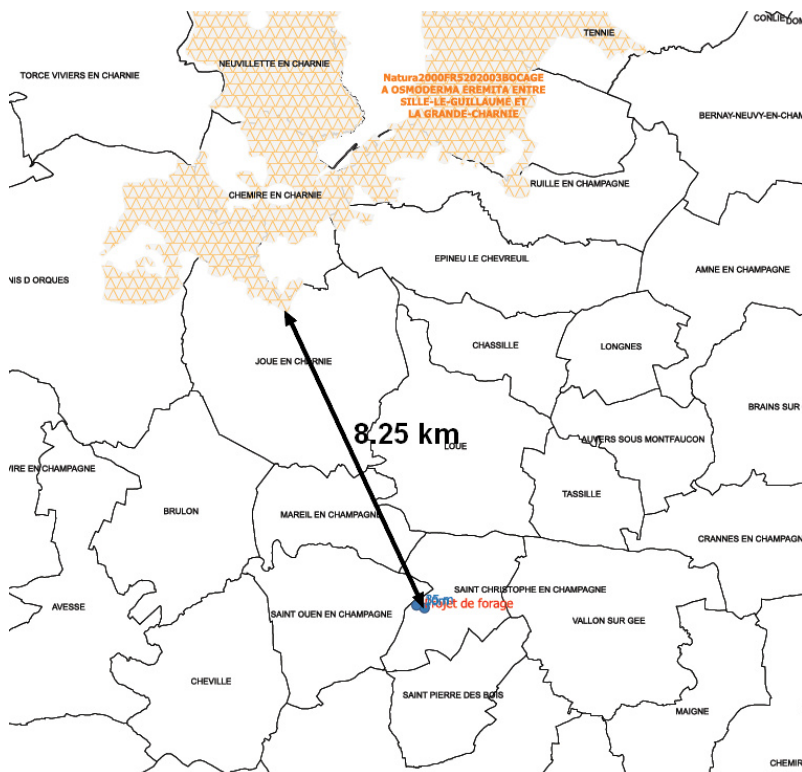 CONLIE
TENNIE
NEUVILLETTE EN CHARNIE
TORCE VIVIERS EN CHARNIE
Natura2000FR5202003BOCAGE
A OSMODERMA EREMITA ENTRE
SILLE-LE-GUILLAUME ET
LA GRANDE-CHARNIE
BERNAY-NEUVY-EN-CHAM
RUILLE EN CHAMPAGNE
CHEMIRE EN CHARNIE
EPINEU LE CHEVREUIL
AMNE EN CHAMPAGNE
NIS D ORQUES
CHASSILLE
LONGNES
JOUE EN CHARNIE
BRAINS SUR
8.25 km
LOUE
AUVERS SOUS MONTFAUCON
VIRE EN CHAMPAGNE
TASSILLE
BRULON
MAREIL EN CHAMPAGNE
CRANNES EN CHAMPAGN
SAINT CHRISTOPHE EN CHAMPAGNE
Projet de forage
AVESSE
SAINT OUEN EN CHAMPAGNE
VALLON SUR GEE
CHEVILLE
SAINT PIERRE DES BOIS
MAIGNE
CHEMIR